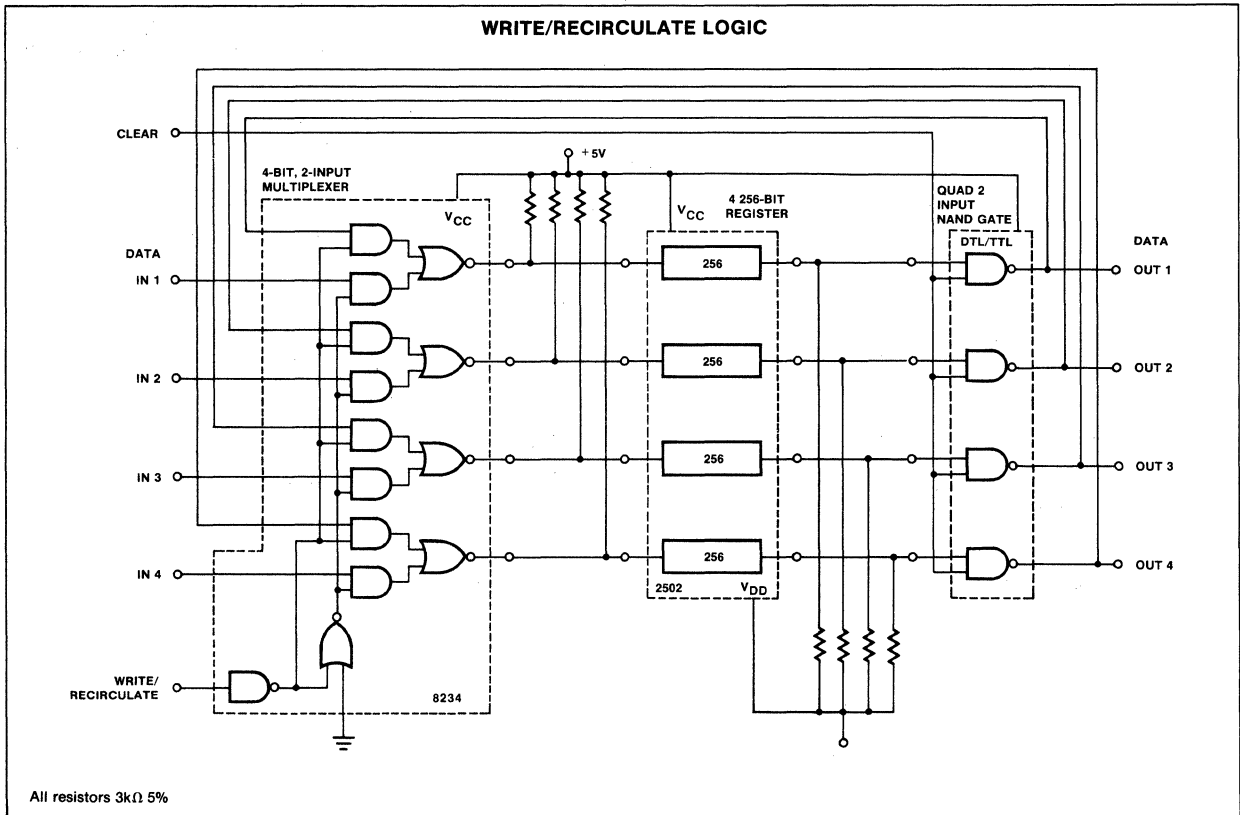 WRITE/RECIRCULATE LOGIC
CLEAR
+5V
4-BIT, 2-INPUT
MULTIPLEXER
VCC
4 256-BIT
REGISTER
VCC
QUAD 2
INPUT
NAND GATE
DTL/TTL
DATA
DATA
IN 1
256
OUT 1
IN 2
256
OUT 2
IN 3
256
OUT 3
IN 4
256
OUT 4
2502
VDD
WRITE/
RECIRCULATE
8234
All resistors 3kΩ 5%